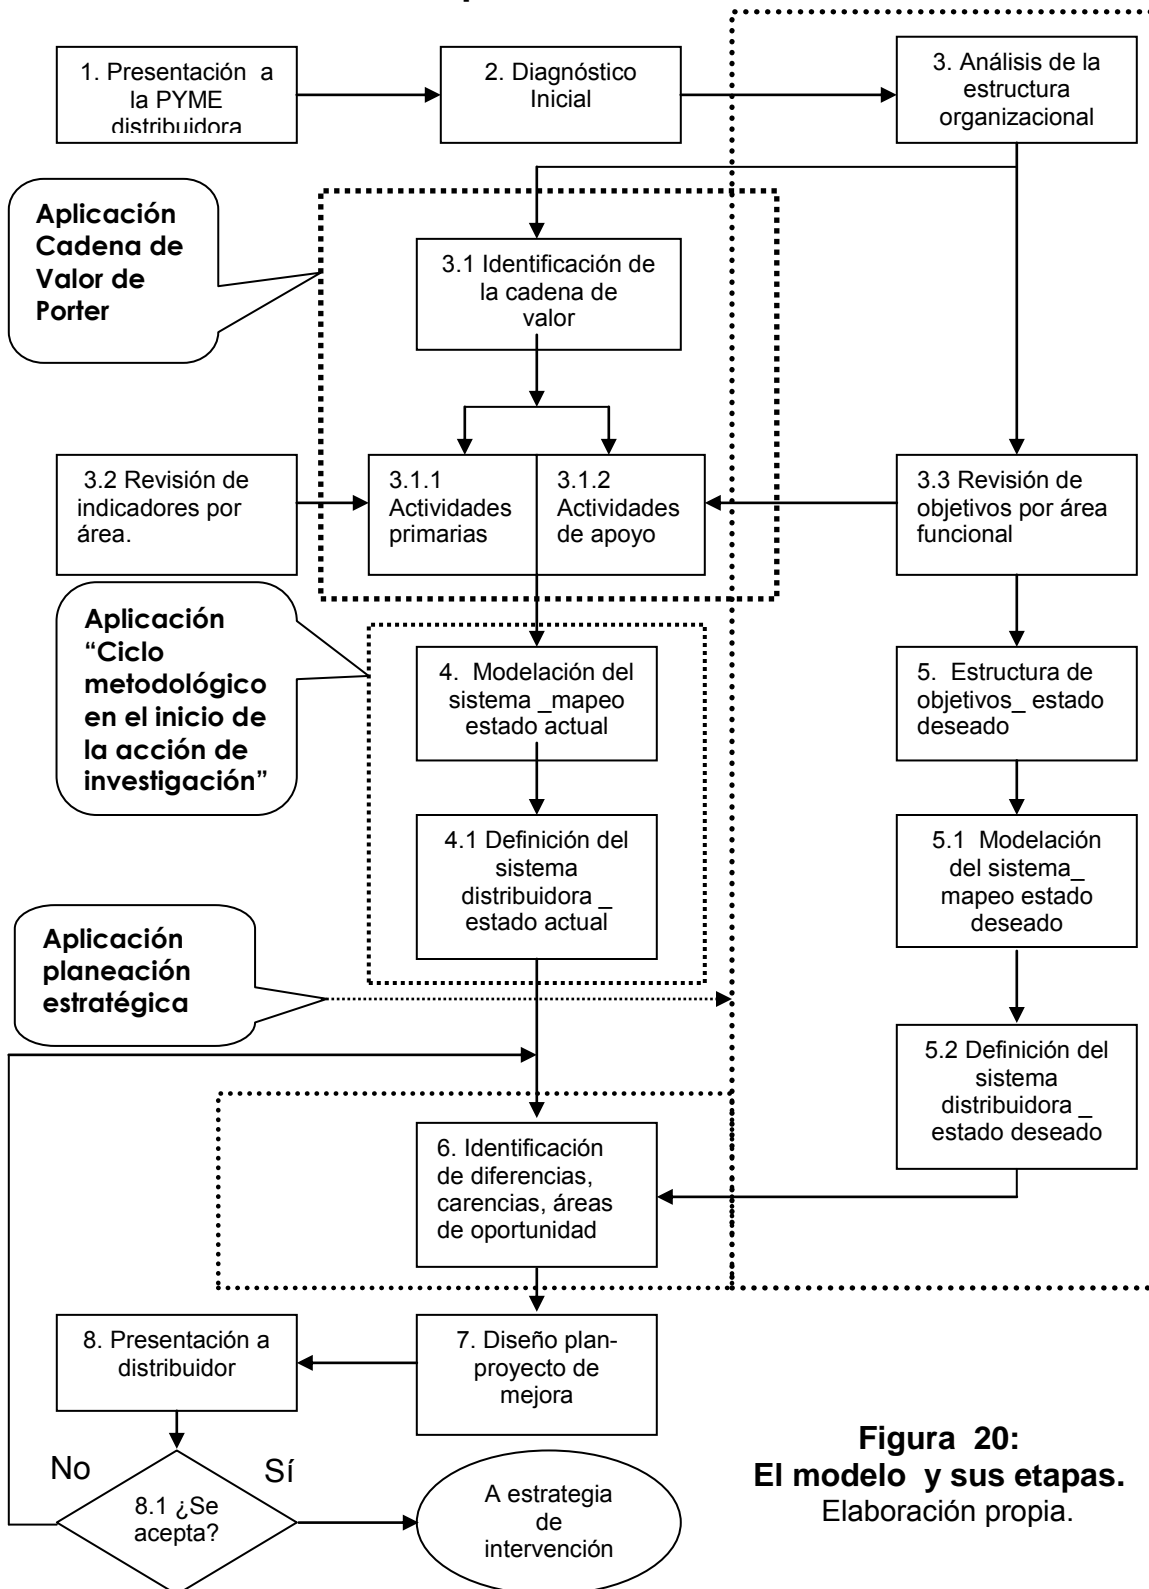 1. Presentación a
la PYME
distribuidora
2. Diagnóstico
Inicial
3. Análisis de la
estructura
organizacional
Aplicación
Cadena de
Valor de
Porter
3.1 Identificación de
la cadena de
valor
3.2 Revisión de
indicadores por
área.
3.1.1
Actividades
primarias
3.1.2
Actividades
de apoyo
3.3 Revisión de
objetivos por área
funcional
Aplicación
“Ciclo
metodológico
en el inicio de
la acción de
investigación”
4. Modelación del
sistema _mapeo
estado actual
5. Estructura de
objetivos_ estado
deseado
4.1 Definición del
sistema
distribuidora _
estado actual
5.1 Modelación
del sistema_
mapeo estado
deseado
Aplicación
planeación
estratégica
5.2 Definición del
sistema
distribuidora _
estado deseado
6. Identificación
de diferencias,
carencias, áreas
de oportunidad
8. Presentación a
distribuidor
7. Diseño plan-
proyecto de
mejora
No
Sí
8.1 ¿Se
acepta?
A estrategia
de
intervención
Figura 20:
El modelo y sus etapas.
Elaboración propia.